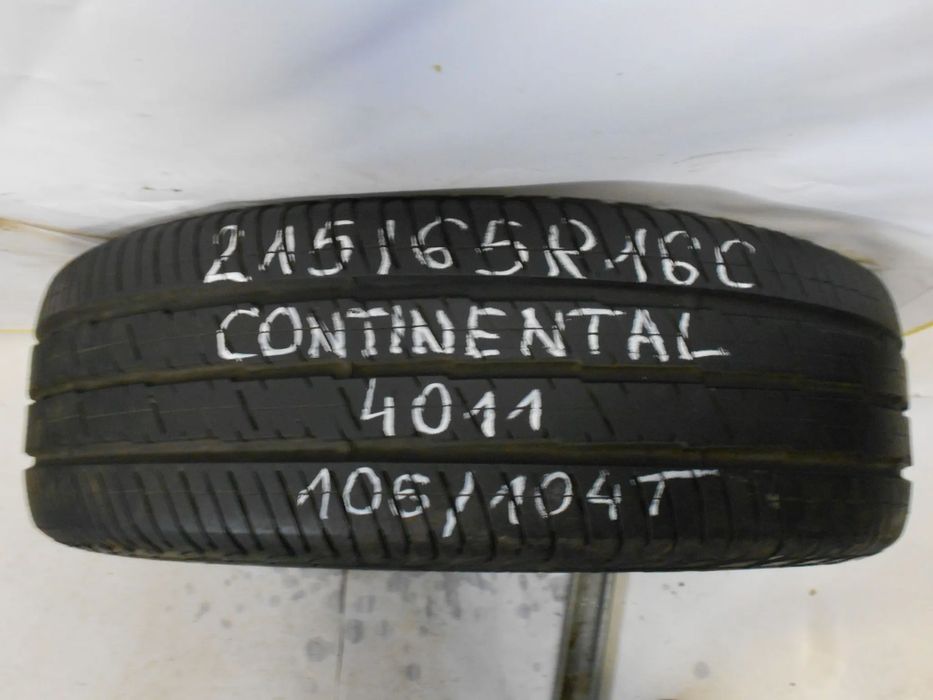 215/65R16C
CONTINENTAL
4011
106/104T